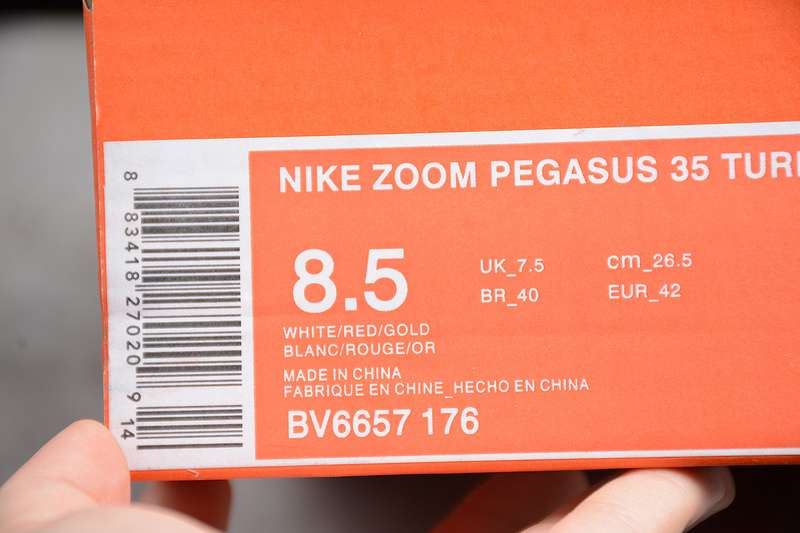 NIKE ZOOM PEGASUS 35
8.5
UK_7.5 cm_26.5
BR_40 EUR_42
WHITE/RED/GOLD
BLANC/ROUGE/OR
MADE IN CHINA
FABRIQUE EN CHINE_HECHO EN CHINA
BV6657 176
8 83418 27020 9 14